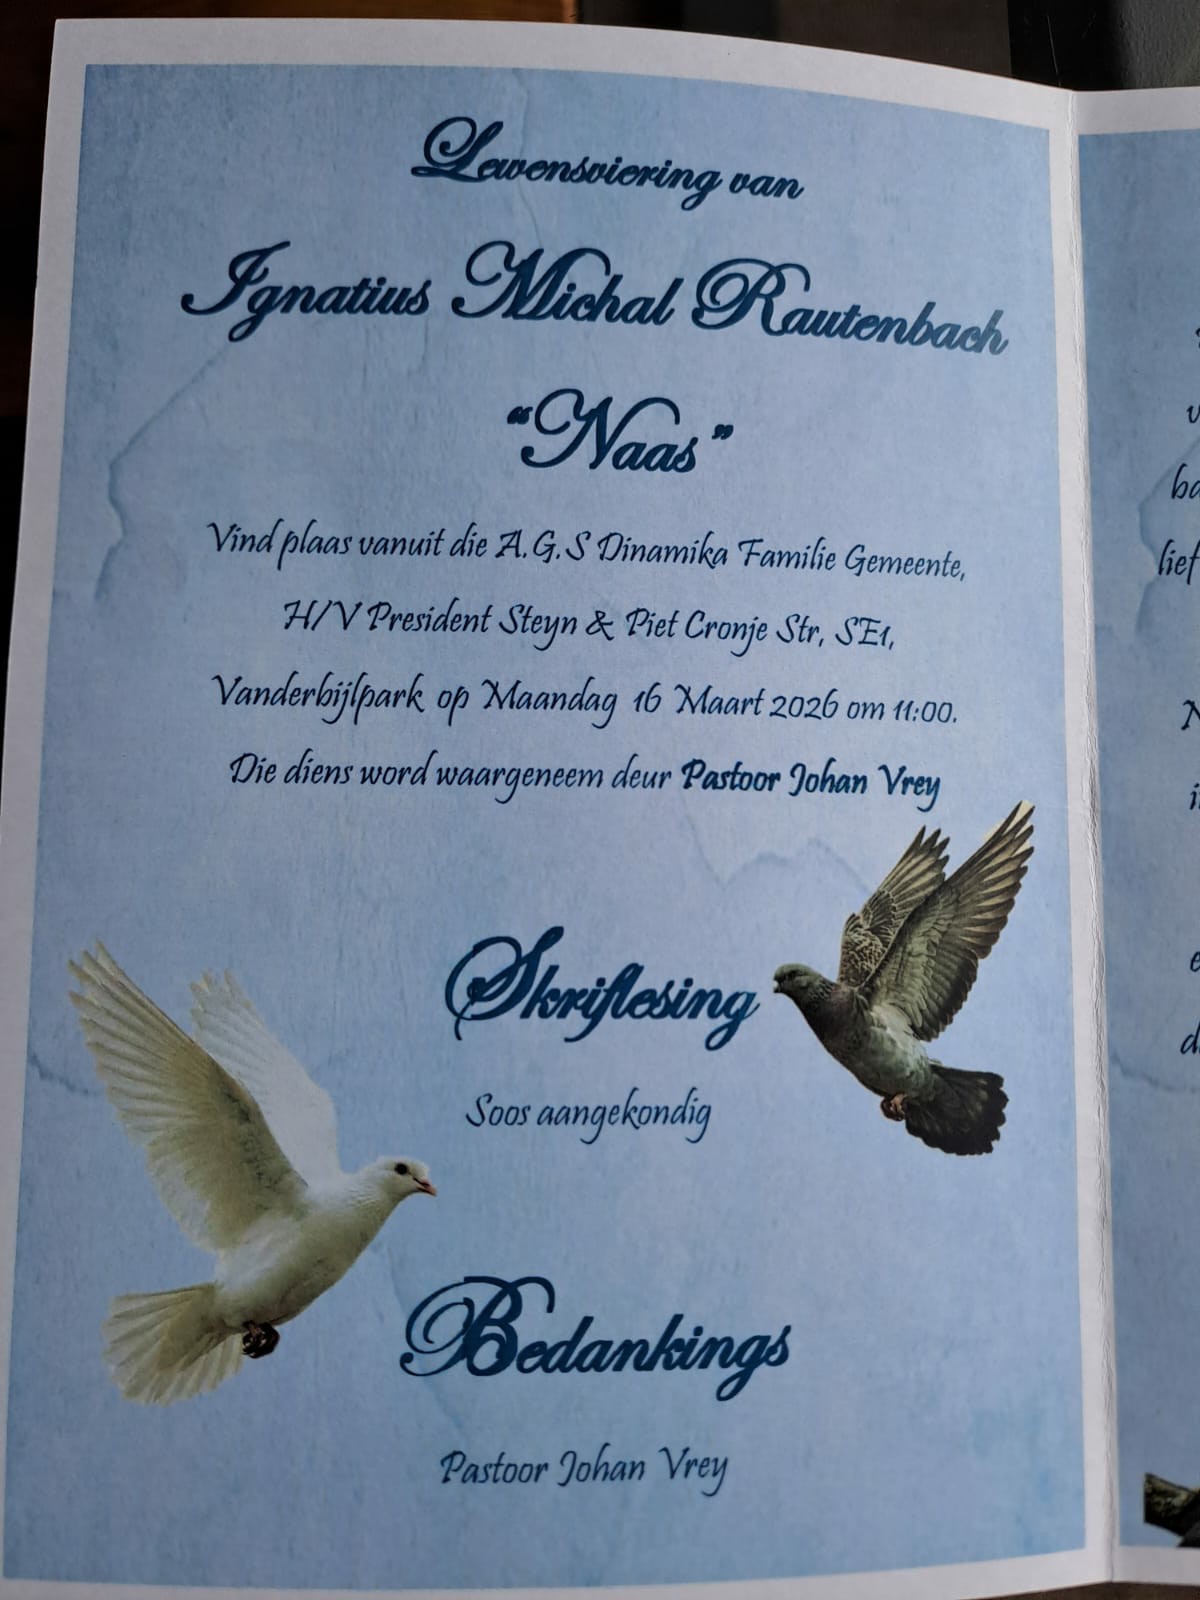 Lewensviering van
Ignatius Michal Rautenbach
"Naas"
Vind plaas vanuit die A.G.S Dinamika Familie Gemeente,
H/V President Steyn & Piet Cronje Str, SE1,
Vanderbijlpark op Maandag 16 Maart 2026 om 11:00.
Die diens word waargeneem deur Pastoor Johan Vrey
Skriflesing
Soos aangekondig
Bedankings
Pastoor Johan Vrey